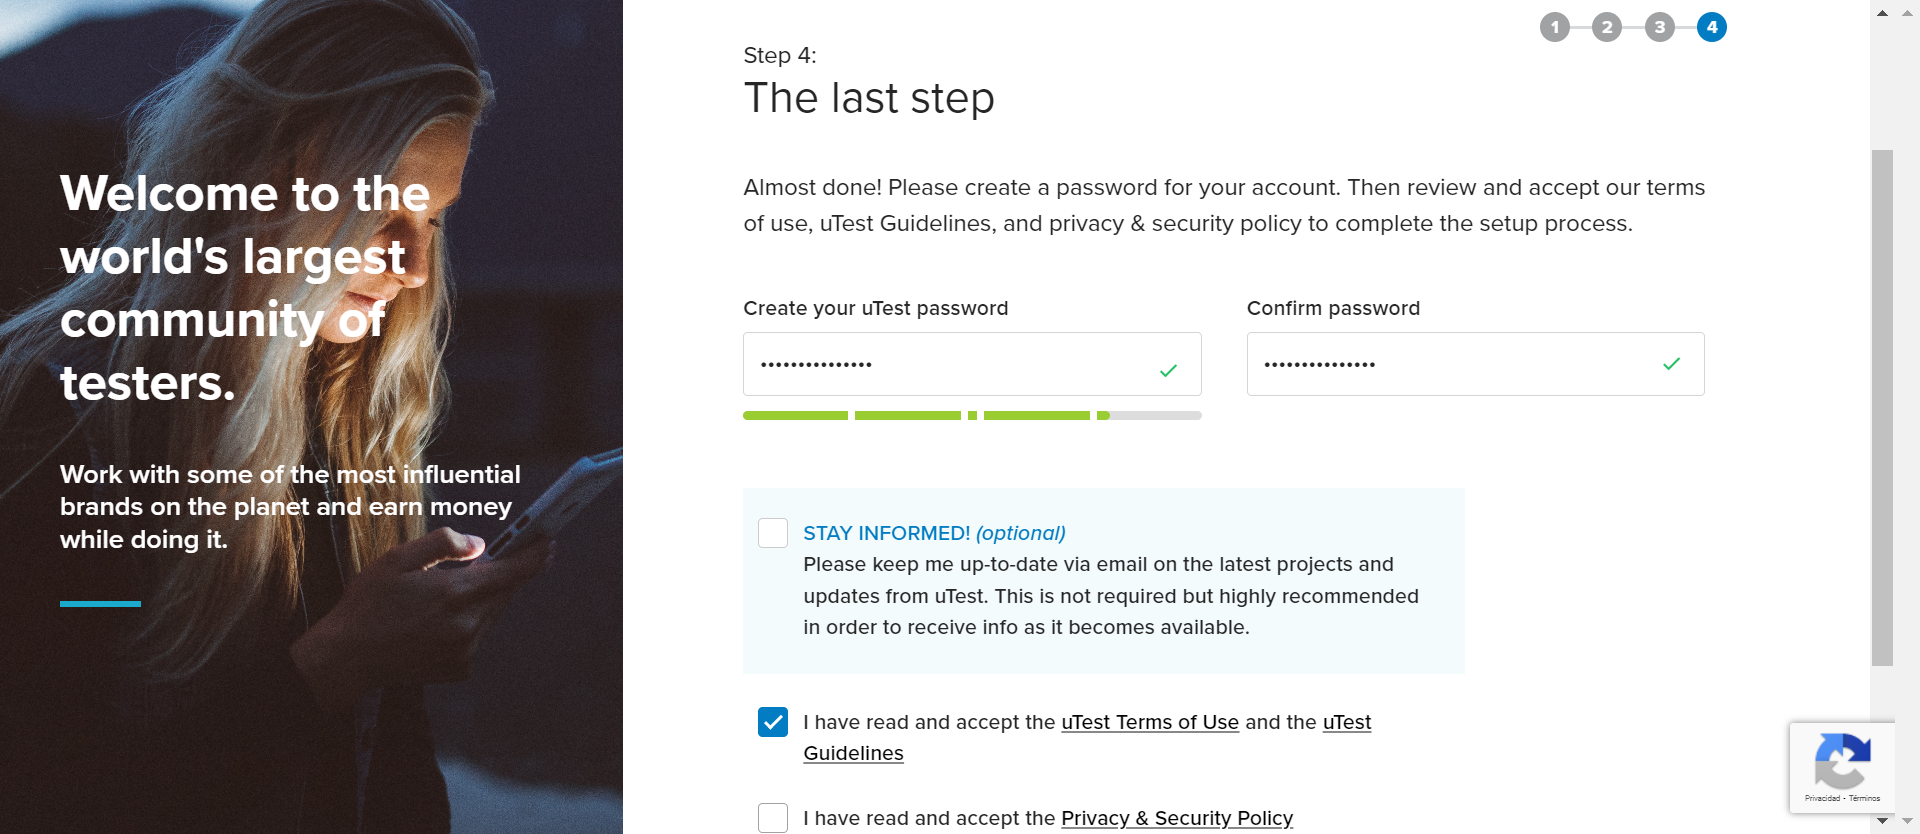 1 2 3 4
Step 4:
The last step
Welcome to the
world's largest
community of
testers.
Work with some of the most influential
brands on the planet and earn money
while doing it.
Almost done! Please create a password for your account. Then review and accept our terms
of use, uTest Guidelines, and privacy & security policy to complete the setup process.
Create your uTest password
Confirm password
•••••••••••••••
•••••••••••••••
STAY INFORMED! (optional)
Please keep me up-to-date via email on the latest projects and
updates from uTest. This is not required but highly recommended
in order to receive info as it becomes available.
I have read and accept the uTest Terms of Use and the uTest
Guidelines
I have read and accept the Privacy & Security Policy
Privacidad - Términos